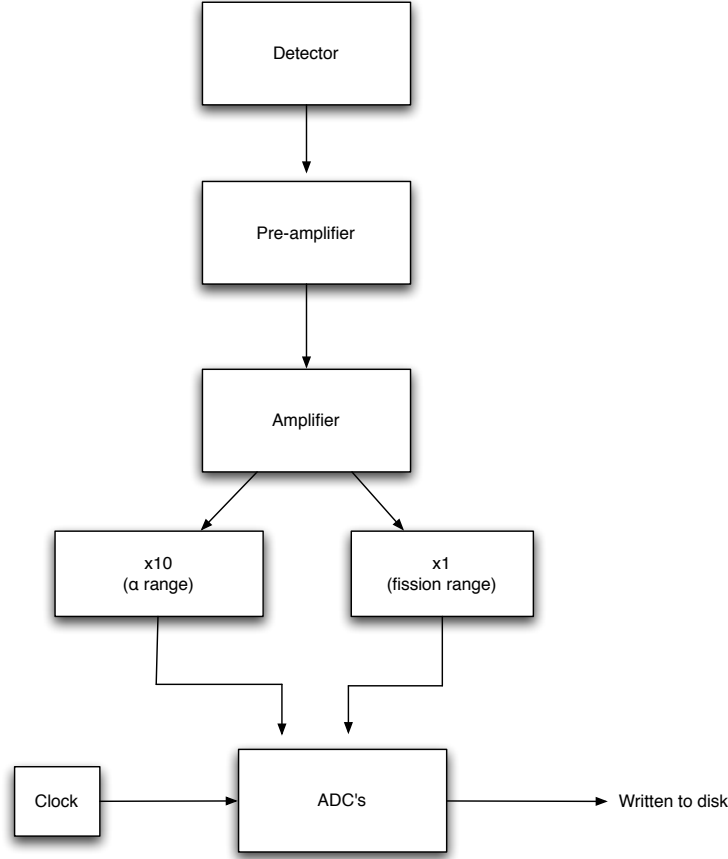 Detector
Pre-amplifier
Amplifier
x10
(α range)
x1
(fission range)
Clock
ADC's
Written to disk